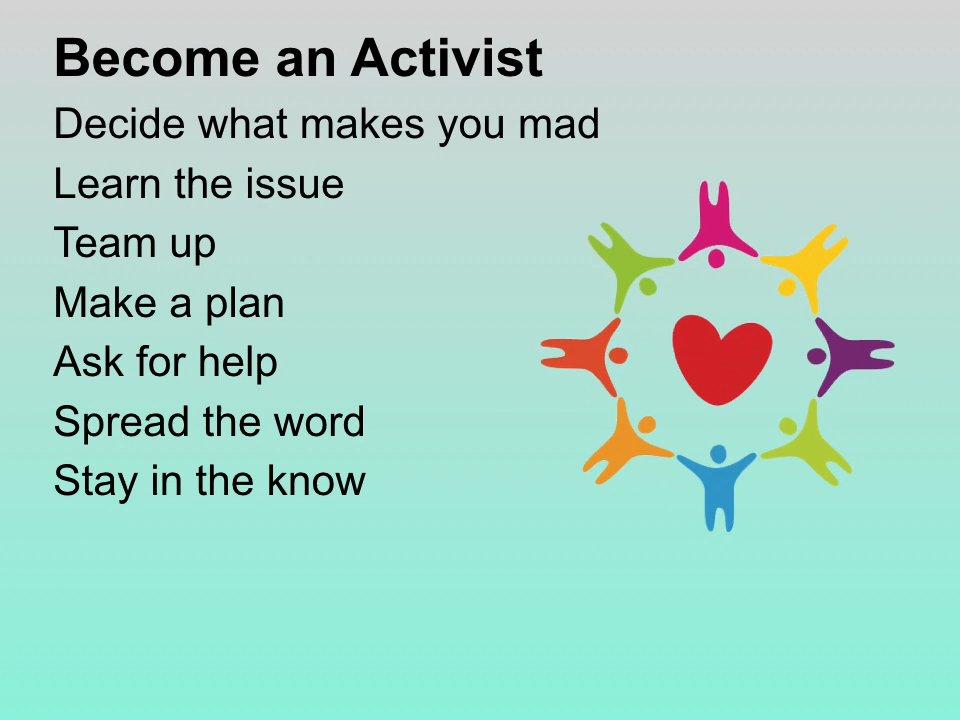 Become an Activist
Decide what makes you mad
Learn the issue
Team up
Make a plan
Ask for help
Spread the word
Stay in the know